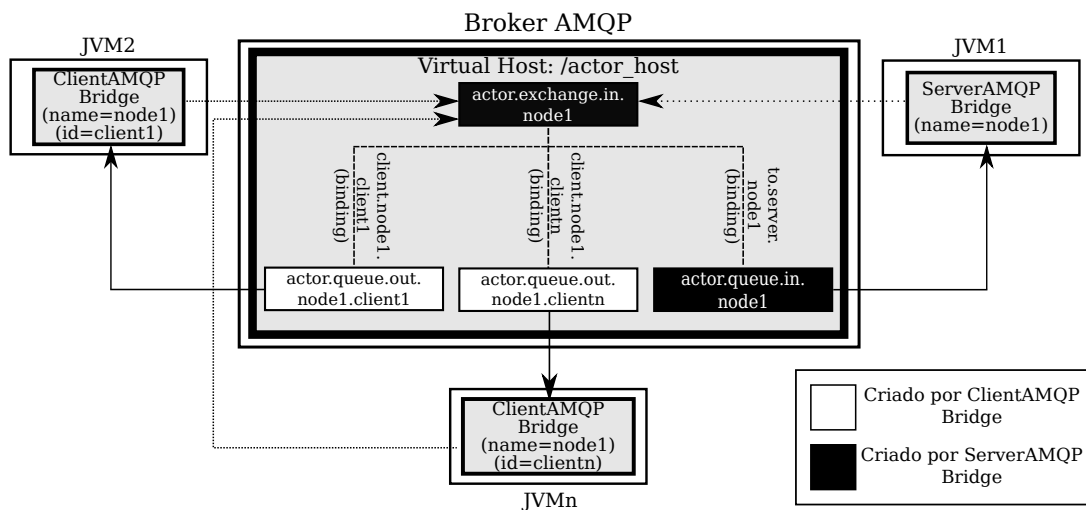 Broker AMQP
JVM2
JVM1
Virtual Host: /actor_host
ClientAMQP
Bridge
(name=node1)
(id=client1)
actor.exchange.in.
node1
ServerAMQP
Bridge
(name=node1)
client.node1.
client1
(binding)
client.node1.
clientn
(binding)
to.server.
node1
(binding)
actor.queue.out.
node1.client1
actor.queue.out.
node1.clientn
actor.queue.in.
node1
ClientAMQP
Bridge
(name=node1)
(id=clientn)
JVMn
Criado por ClientAMQP
Bridge
Criado por ServerAMQP
Bridge